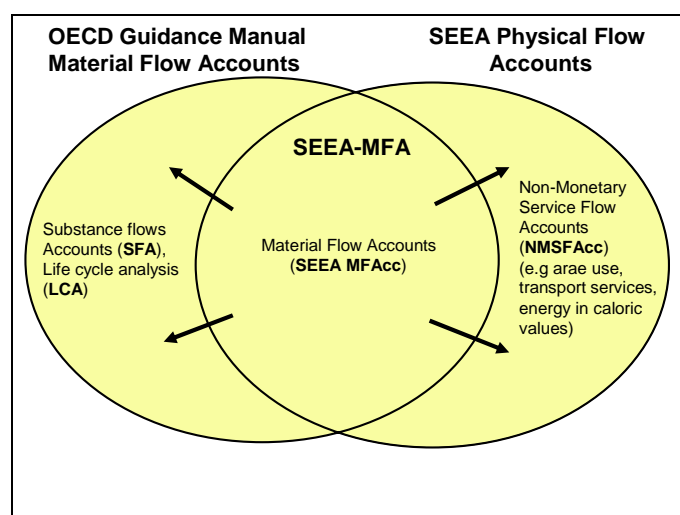 OECD Guidance Manual
Material Flow Accounts
SEEA Physical Flow
Accounts
SEEA-MFA
Substance flows
Accounts (SFA),
Life cycle analysis
(LCA)
Material Flow Accounts
(SEEA MFAcc)
Non-Monetary
Service Flow
Accounts
(NMSFAcc)
(e.g arae use,
transport services,
energy in caloric
values)